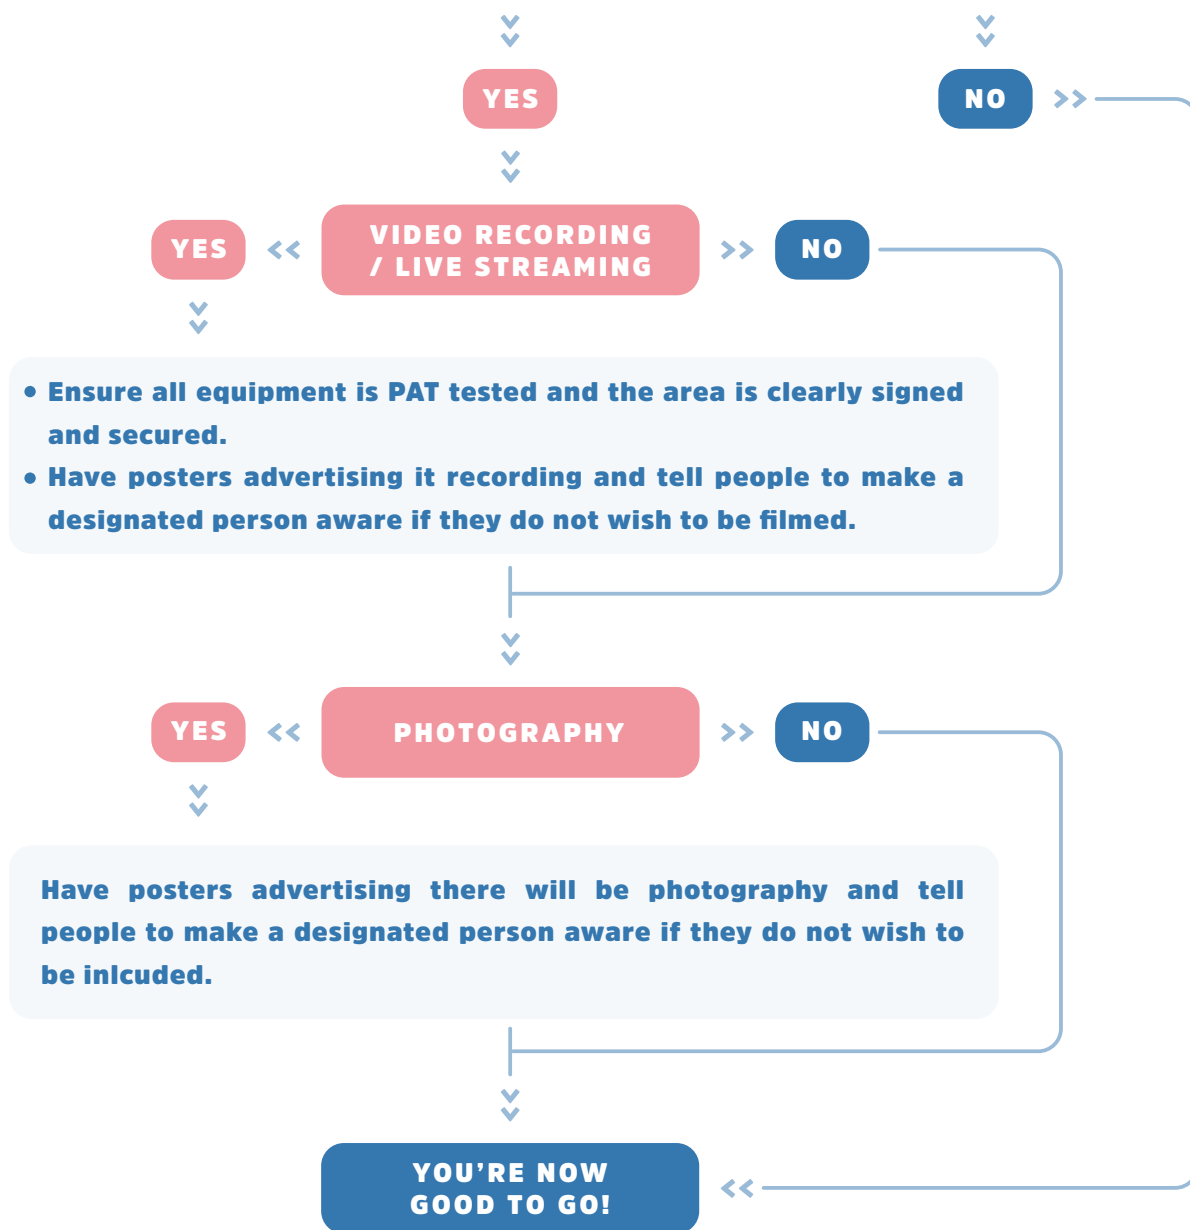 YES
NO
YES
VIDEO RECORDING
/ LIVE STREAMING
NO
• Ensure all equipment is PAT tested and the area is clearly signed
and secured.
• Have posters advertising it recording and tell people to make a
designated person aware if they do not wish to be filmed.
YES
PHOTOGRAPHY
NO
Have posters advertising there will be photography and tell
people to make a designated person aware if they do not wish to
be inlcuded.
YOU'RE NOW
GOOD TO GO!